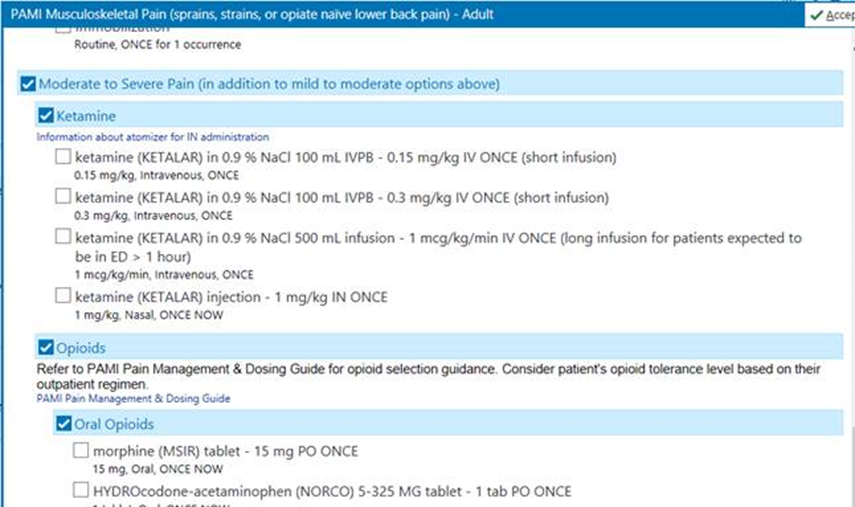 PAMI Musculoskeletal Pain (sprains, strains, or opiate naïve lower back pain) - Adult
Immobilization
Routine, ONCE for 1 occurrence
Moderate to Severe Pain (in addition to mild to moderate options above)
Ketamine
Information about atomizer for IN administration
ketamine (KETALAR) in 0.9 % NaCl 100 mL IVPB - 0.15 mg/kg IV ONCE (short infusion)
0.15 mg/kg, Intravenous, ONCE
ketamine (KETALAR) in 0.9 % NaCl 100 mL IVPB - 0.3 mg/kg IV ONCE (short infusion)
0.3 mg/kg, Intravenous, ONCE
ketamine (KETALAR) in 0.9 % NaCl 500 mL infusion - 1 mcg/kg/min IV ONCE (long infusion for patients expected to
be in ED > 1 hour)
1 mcg/kg/min, Intravenous, ONCE
ketamine (KETALAR) injection - 1 mg/kg IN ONCE
1 mg/kg, Nasal, ONCE NOW
Opioids
Refer to PAMI Pain Management & Dosing Guide for opioid selection guidance. Consider patient's opioid tolerance level based on their
outpatient regimen.
PAMI Pain Management & Dosing Guide
Oral Opioids
morphine (MSIR) tablet - 15 mg PO ONCE
15 mg, Oral, ONCE NOW
HYDROcodone-acetaminophen (NORCO) 5-325 MG tablet - 1 tab PO ONCE